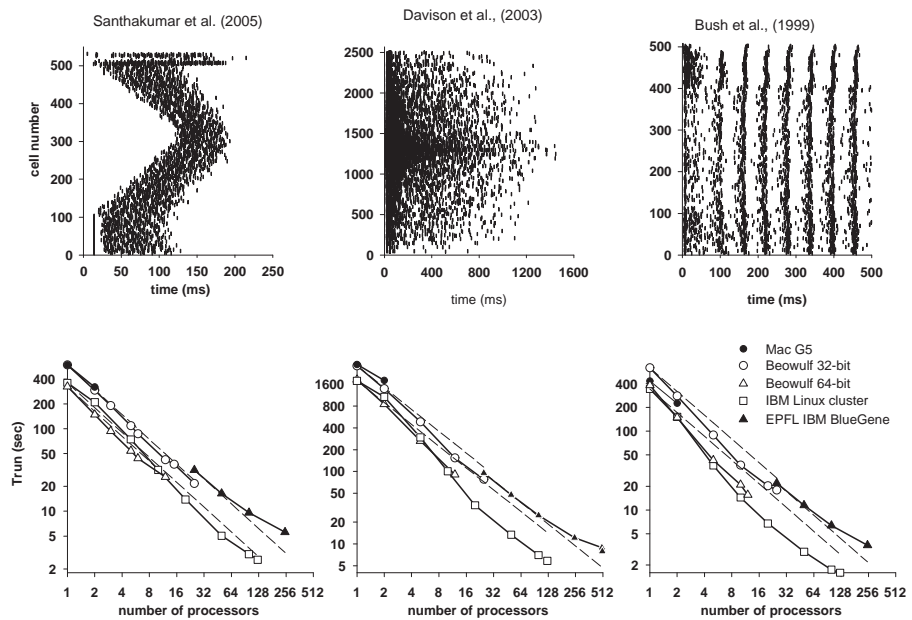 Santhakumar et al. (2005)
Davison et al., (2003)
Bush et al., (1999)
cell number
500
400
300
200
100
0
0 50 100 150 200 250
time (ms)
2500
2000
1500
1000
500
0
0 400 800 1200 1600
time (ms)
500
400
300
200
100
0
0 100 200 300 400 500
time (ms)
Mac G5
Beowulf 32-bit
Beowulf 64-bit
IBM Linux cluster
EPFL IBM BlueGene
Trun (sec)
400
200
100
50
20
10
5
2
1 2 4 8 16 32 64 128 256 512
number of processors
1600
800
400
200
100
50
20
10
5
1 2 4 8 16 32 64 128 256 512
number of processors
400
200
100
50
20
10
5
2
1 2 4 8 16 32 64 128 256 512
number of processors